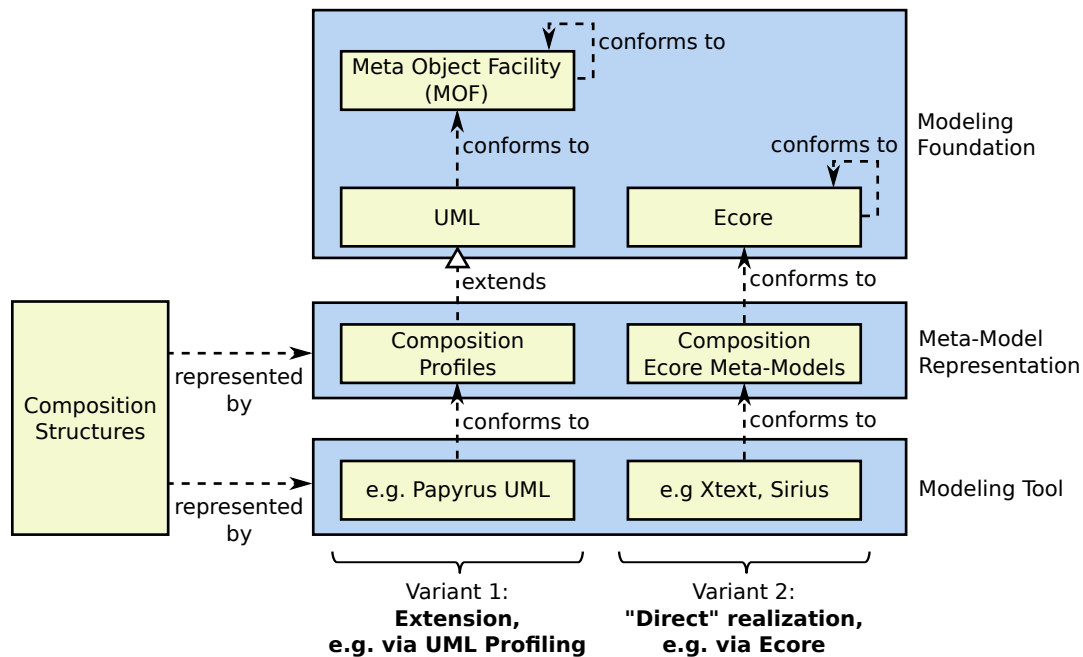 conforms to
Meta Object Facility
(MOF)
conforms to
Modeling
Foundation
conforms to
UML
Ecore
extends
conforms to
Composition
Structures
represented
by
Composition
Profiles
Composition
Ecore Meta-Models
Meta-Model
Representation
conforms to
conforms to
represented
by
e.g. Papyrus UML
e.g Xtext, Sirius
Modeling Tool
Variant 1:
Extension,
e.g. via UML Profiling
Variant 2:
"Direct" realization,
e.g. via Ecore